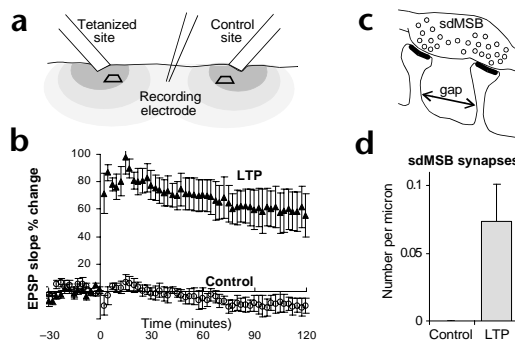 a
Tetanized site
Control site
Recording electrode
b
EPSP slope % change
100
80
60
40
20
0
LTP
Control
−30
0
30
60
90
120
Time (minutes)
c
sdMSB
gap
d
sdMSB synapses
Number per micron
0.1
0.05
0
Control
LTP